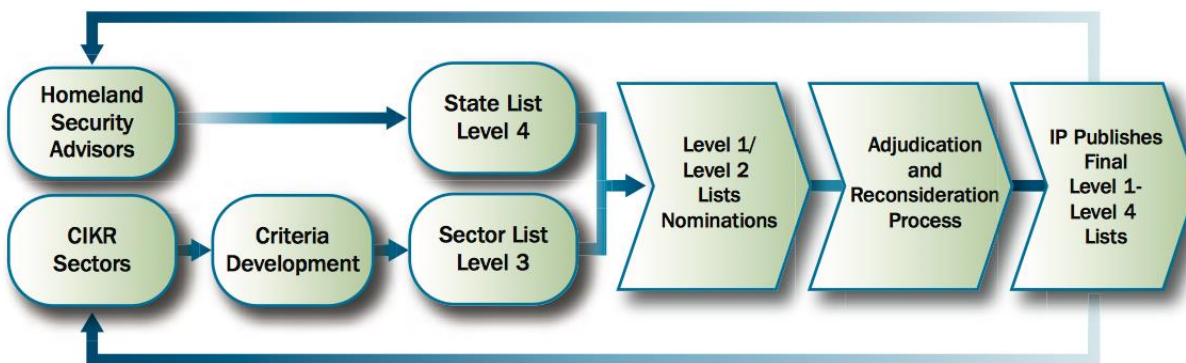 Homeland
Security
Advisors
State List
Level 4
CIKR
Sectors
Criteria
Development
Sector List
Level 3
Level 1/
Level 2
Lists
Nominations
Adjudication
and
Reconsideration
Process
IP Publishes
Final
Level 1-
Level 4
Lists